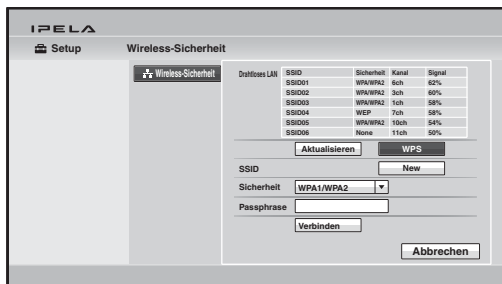 IPELA
Setup Wireless-Sicherheit
Wireless-Sicherheit
Drahtloses LAN SSID Sicherheit Kanal Signal
SSID01 WPA/WPA2 6ch 62%
SSID02 WPA/WPA2 3ch 60%
SSID03 WPA/WPA2 1ch 58%
SSID04 WEP 7ch 58%
SSID05 WPA/WPA2 10ch 54%
SSID06 None 11ch 50%
Aktualisieren WPS
SSID New
Sicherheit WPA1/WPA2
Passphrase
Verbinden
Abbrechen